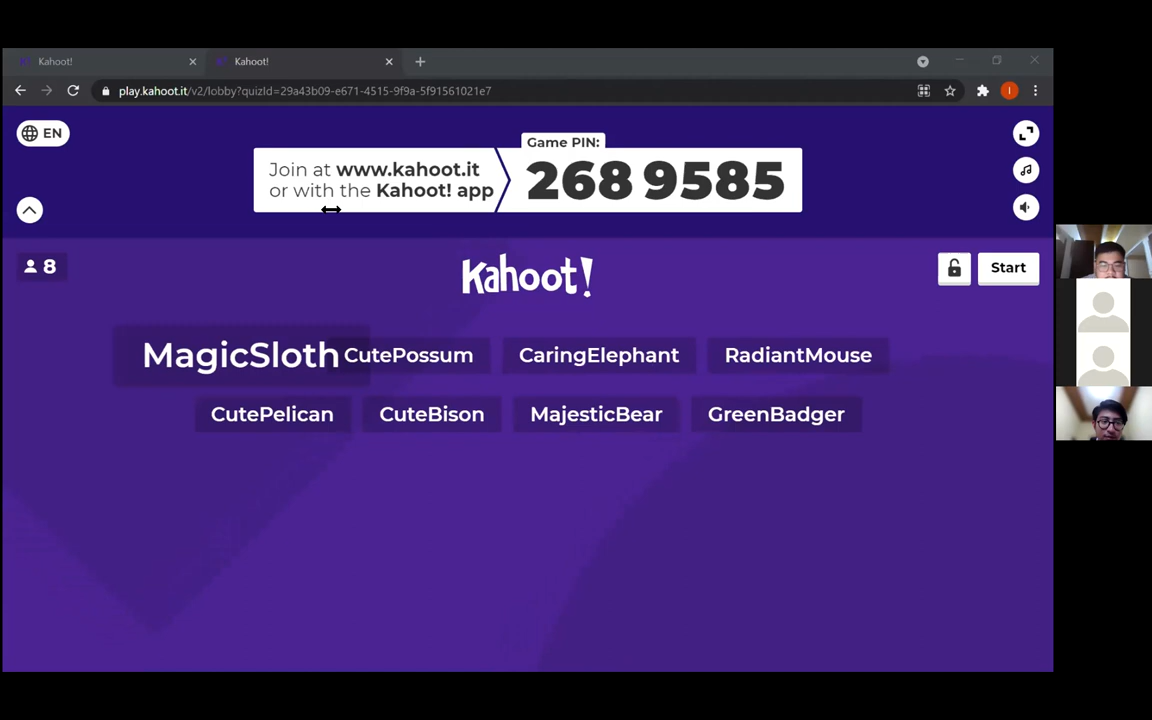 Kahoot!
Kahoot!
play.kahoot.it/v2/lobby?quizId=29a43b09-e671-4515-9f9a-5f91561021e7
I
EN
Game PIN:
Join at www.kahoot.it
or with the Kahoot! app
268 9585
8
Kahoot!
Start
MagicSloth
CutePossum
CaringElephant
RadiantMouse
CutePelican
CuteBison
MajesticBear
GreenBadger